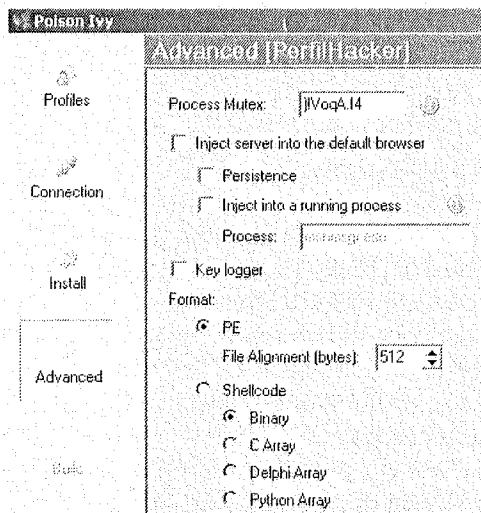 Poison Ivy
Advanced [PerfilHacker]
Profiles
Connection
Install
Advanced
Build
Process Mutex: )!VoqA.I4
Inject server into the default browser
Persistence
Inject into a running process
Process:
Key logger
Format:
PE
File Alignment (bytes): 512
Shellcode
Binary
C Array
Delphi Array
Python Array